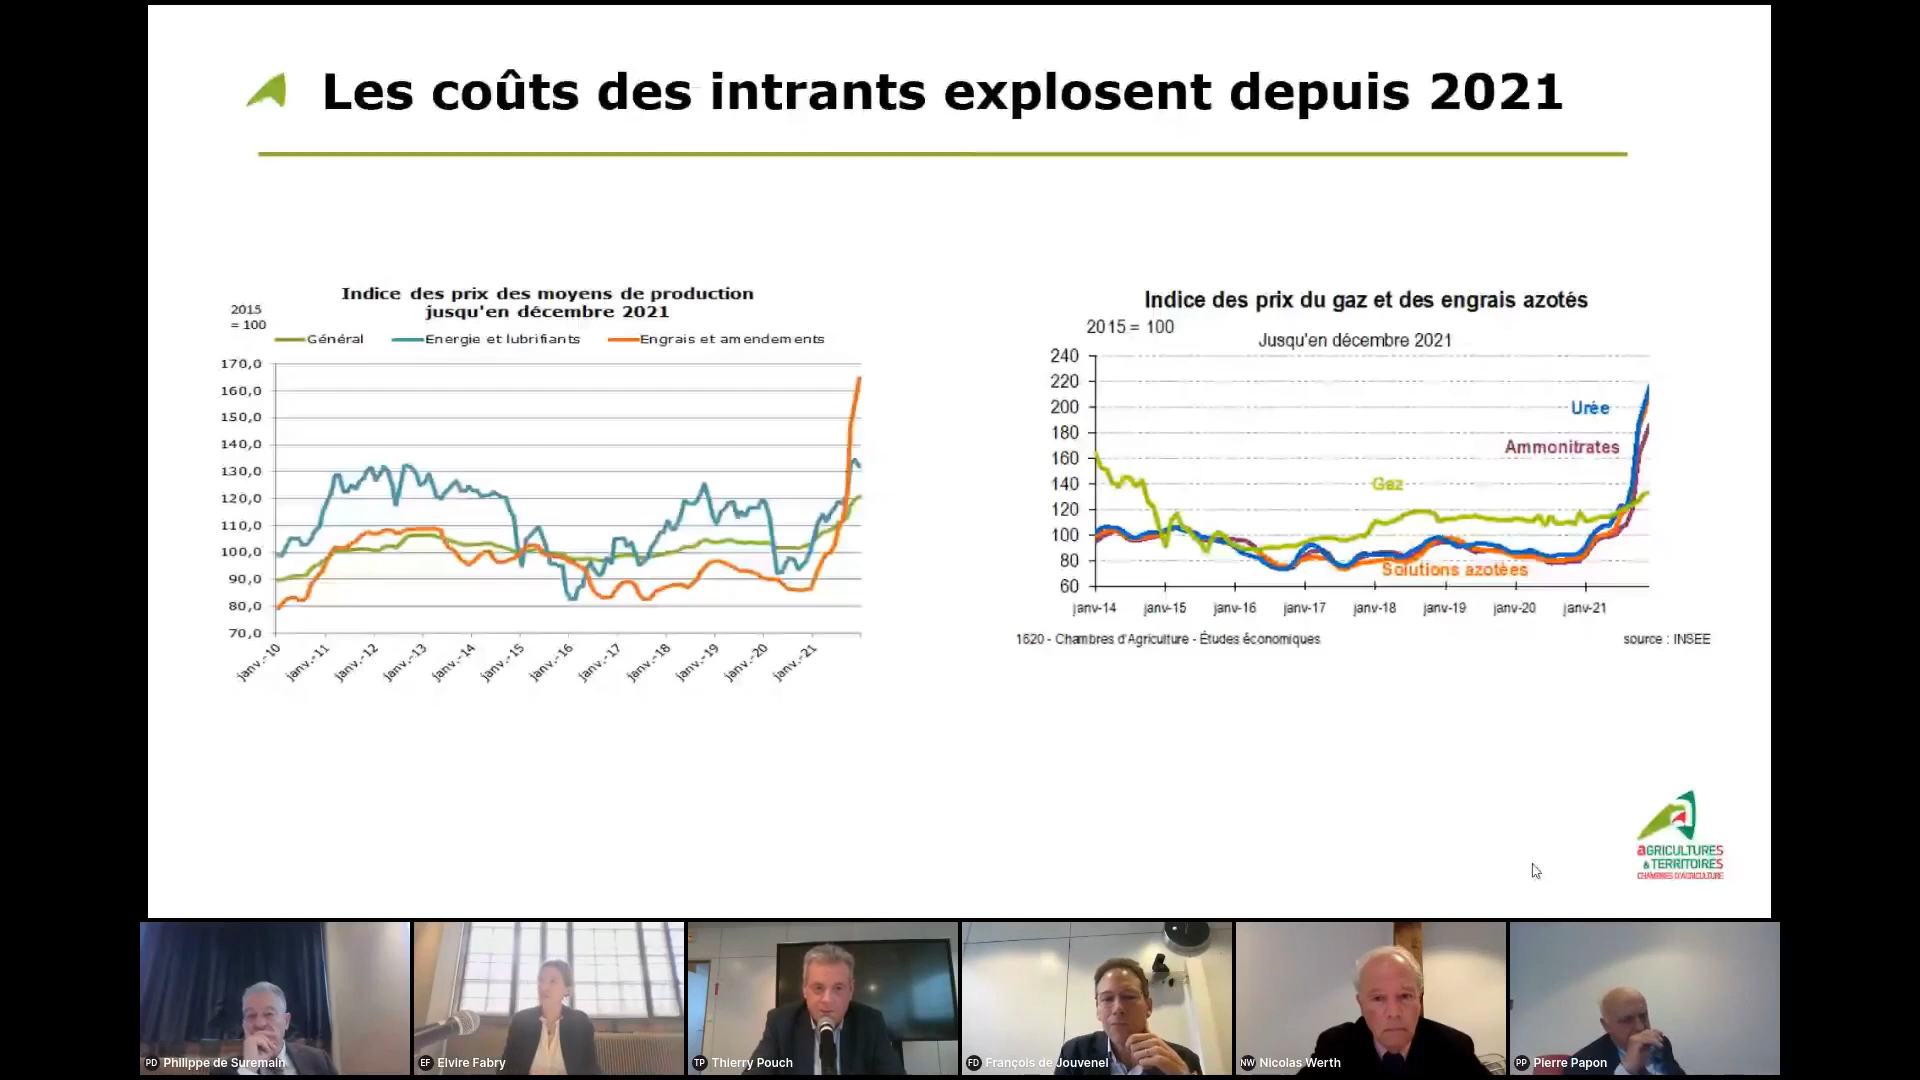 Les coûts des intrants explosent depuis 2021
Indice des prix des moyens de production
jusqu'en décembre 2021
2015
= 100
Général
Energie et lubrifiants
Engrais et amendements
170,0
160,0
150,0
140,0
130,0
120,0
110,0
100,0
90,0
80,0
70,0
janv.-10
janv.-11
janv.-12
janv.-13
janv.-14
janv.-15
janv.-16
janv.-17
janv.-18
janv.-19
janv.-20
janv.-21
Indice des prix du gaz et des engrais azotés
2015 = 100
Jusqu'en décembre 2021
240
220
200
180
160
140
120
100
80
60
Urée
Ammonitrates
Gaz
Solutions azotées
janv-14
janv-15
janv-16
janv-17
janv-18
janv-19
janv-20
janv-21
1620 - Chambres d'Agriculture - Études économiques
source : INSEE
aGRICULTURES
& TERRITOIRES
CHAMBRES D'AGRICULTURE
PD Philippe de Suremain
EF Elvire Fabry
TP Thierry Pouch
FD François de Jouvenel
NW Nicolas Werth
PP Pierre Papon